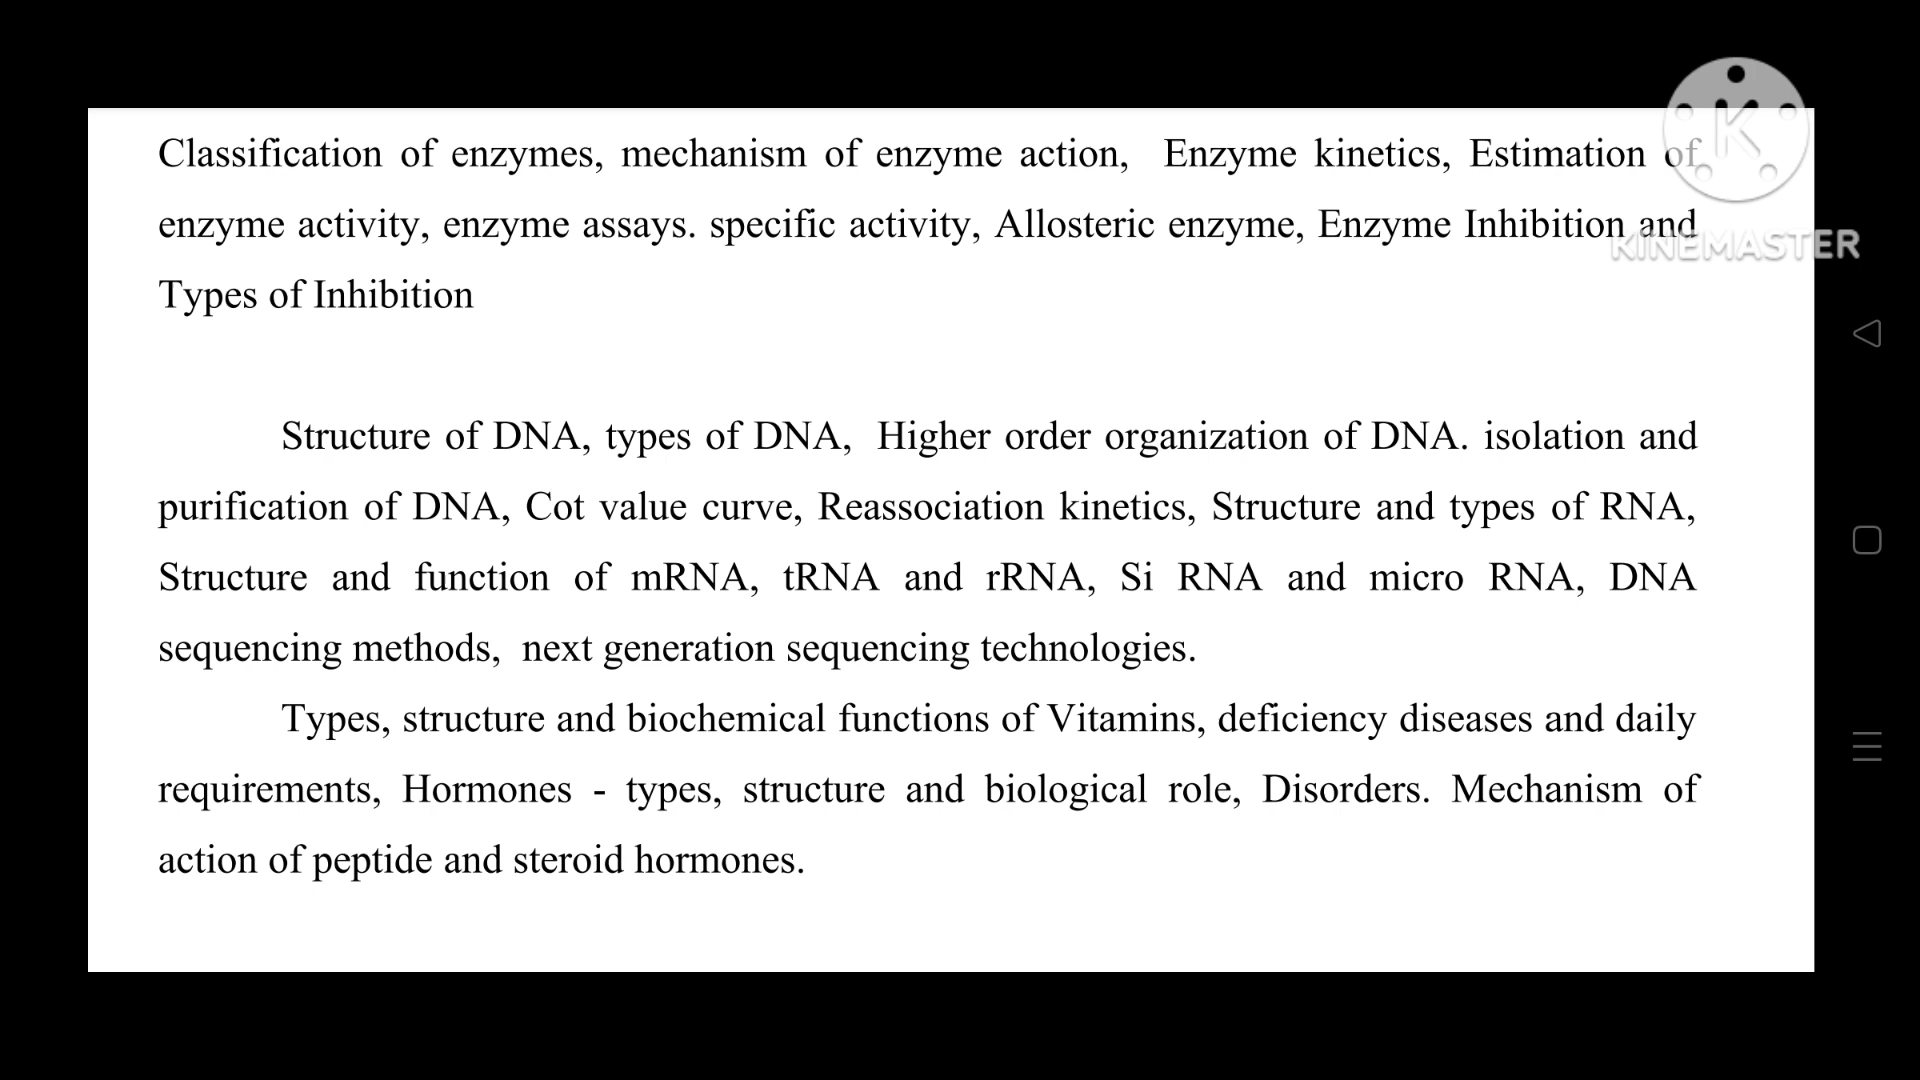 Classification of enzymes, mechanism of enzyme action, Enzyme kinetics, Estimation of
enzyme activity, enzyme assays. specific activity, Allosteric enzyme, Enzyme Inhibition and
Types of Inhibition
Structure of DNA, types of DNA, Higher order organization of DNA. isolation and
purification of DNA, Cot value curve, Reassociation kinetics, Structure and types of RNA,
Structure and function of mRNA, tRNA and rRNA, Si RNA and micro RNA, DNA
sequencing methods, next generation sequencing technologies.
Types, structure and biochemical functions of Vitamins, deficiency diseases and daily
requirements, Hormones - types, structure and biological role, Disorders. Mechanism of
action of peptide and steroid hormones.
K
KINEMASTER